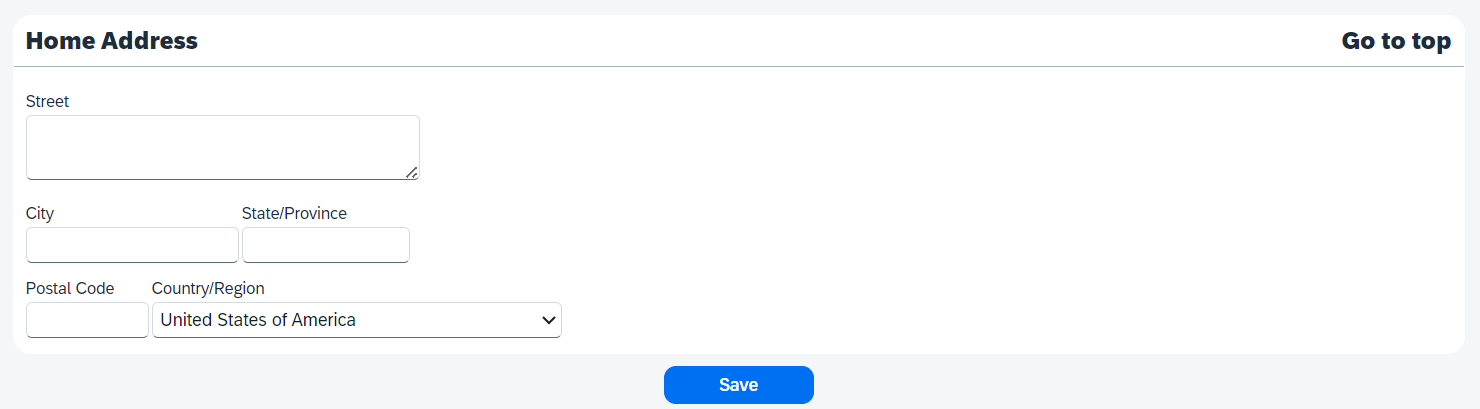 Home Address Go to top
Street
City State/Province
Postal Code Country/Region
United States of America
Save